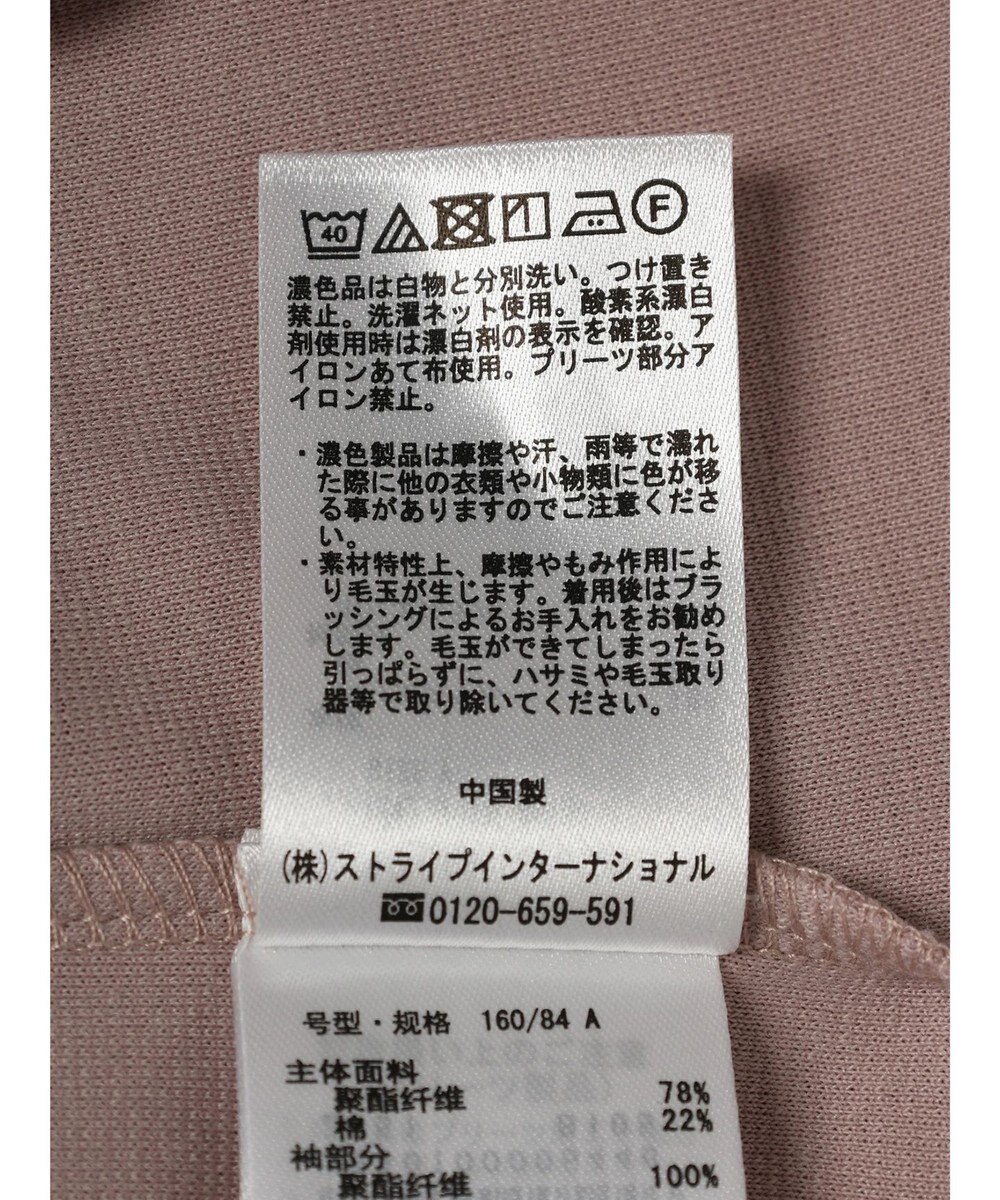 40 F
濃色品は白物と分別洗い。つけ置き
禁止。洗濯ネット使用。酸素系漂白
剤使用時は漂白剤の表示を確認。ア
イロンあて布使用。プリーツ部分ア
イロン禁止。
・濃色製品は摩擦や汗、雨等で濡れ
た際に他の衣類や小物類に色が移
る事がありますのでご注意くださ
い。
・素材特性上、摩擦やもみ作用によ
り毛玉が生じます。着用後はブラ
ッシングによるお手入れをお勧め
します。毛玉ができてしまったら
引っぱらずに、ハサミや毛玉取り
器等で取り除いてください。
中国製
(株)ストライプインターナショナル
0120-659-591
号型・规格 160/84 A
主体面料
聚酯纤维 78%
棉 22%
袖部分
聚酯纤维 100%